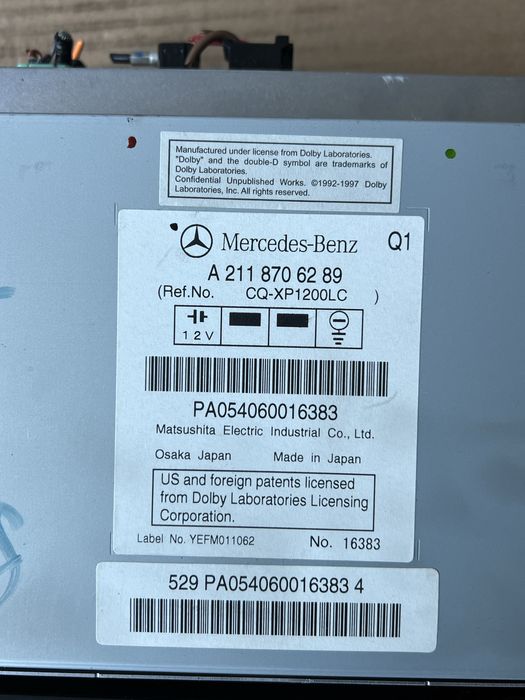 Manufactured under license from Dolby Laboratories.
"Dolby" and the double-D symbol are trademarks of
Dolby Laboratories.
Confidential Unpublished Works. ©1992-1997 Dolby
Laboratories, Inc. All rights reserved.
Mercedes-Benz Q1
A 211 870 62 89
(Ref.No. CQ-XP1200LC )
12V
PA054060016383
Matsushita Electric Industrial Co., Ltd.
Osaka Japan Made in Japan
US and foreign patents licensed
from Dolby Laboratories Licensing
Corporation.
Label No. YEFM011062 No. 16383
529 PA054060016383 4